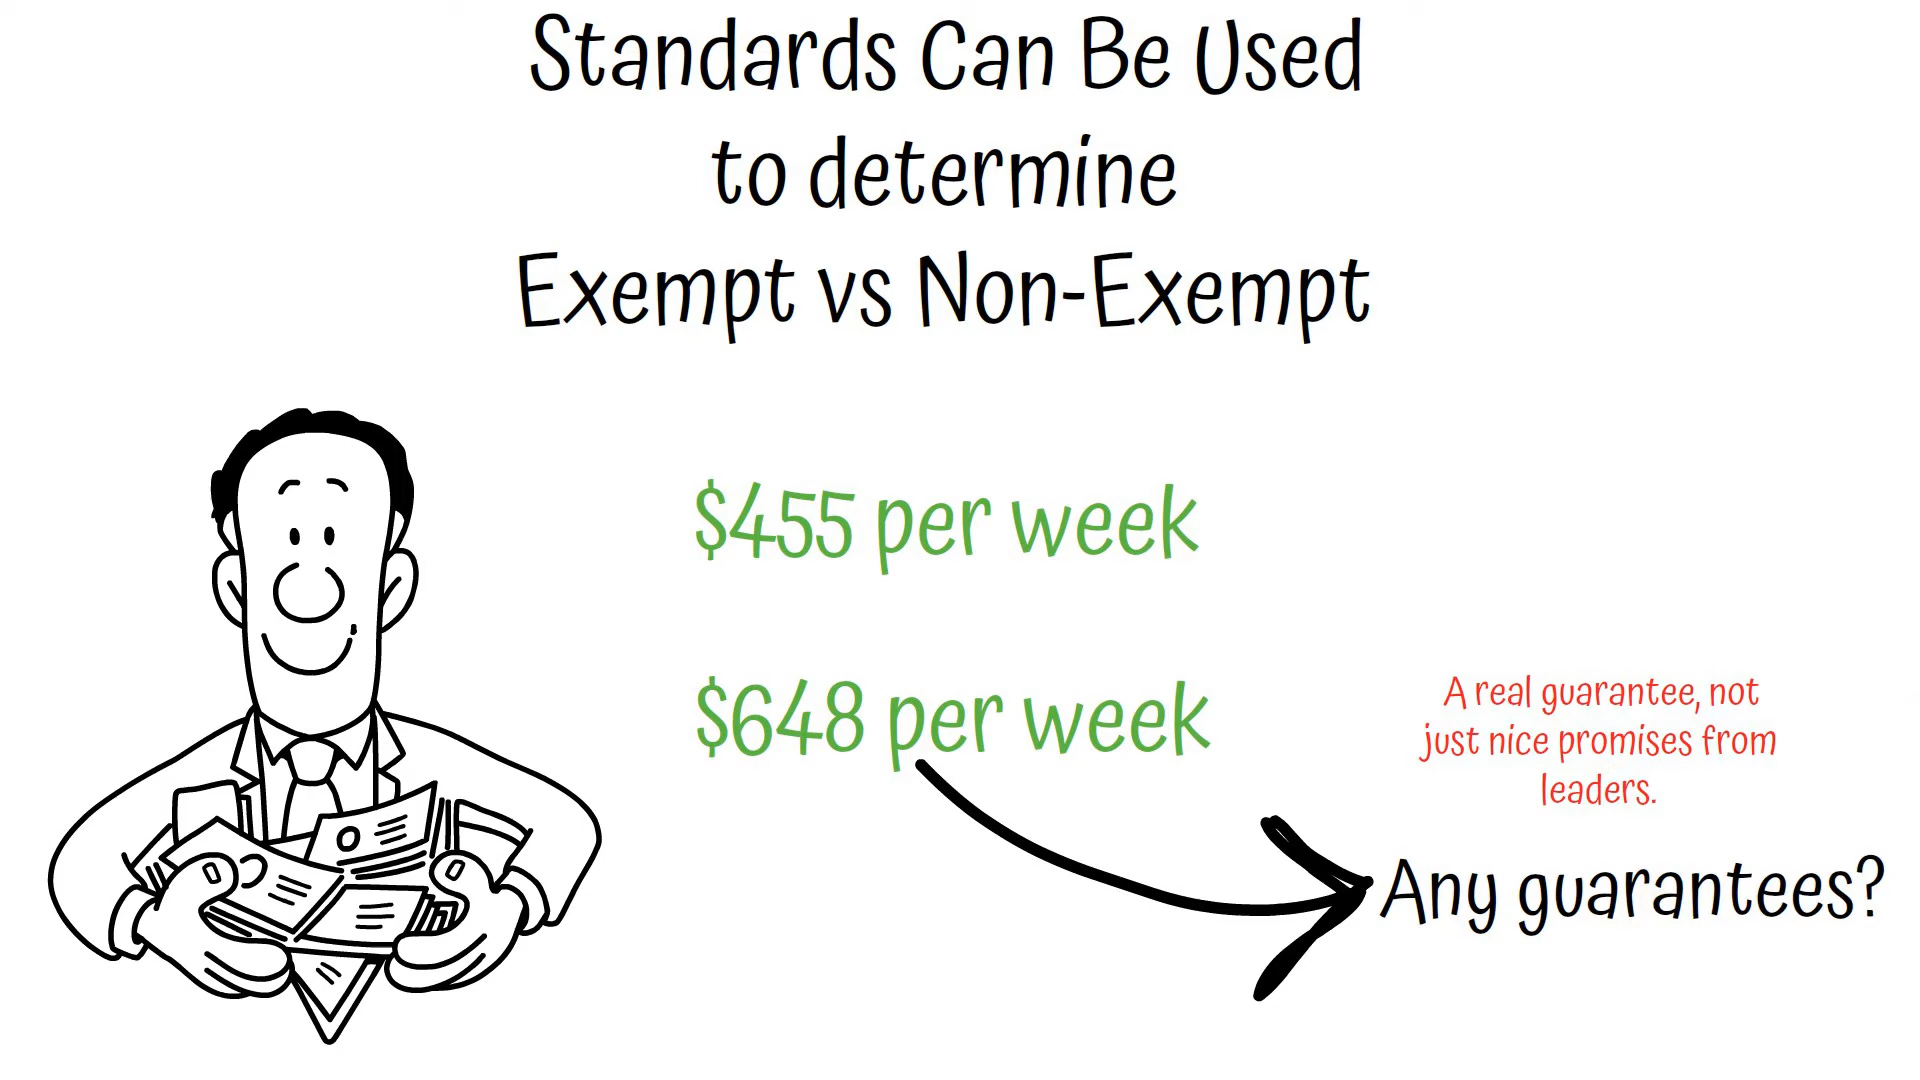 Standards Can Be Used
to determine
Exempt vs Non-Exempt
$455 per week
$648 per week
A real guarantee, not
just nice promises from
leaders.
Any guarantees?